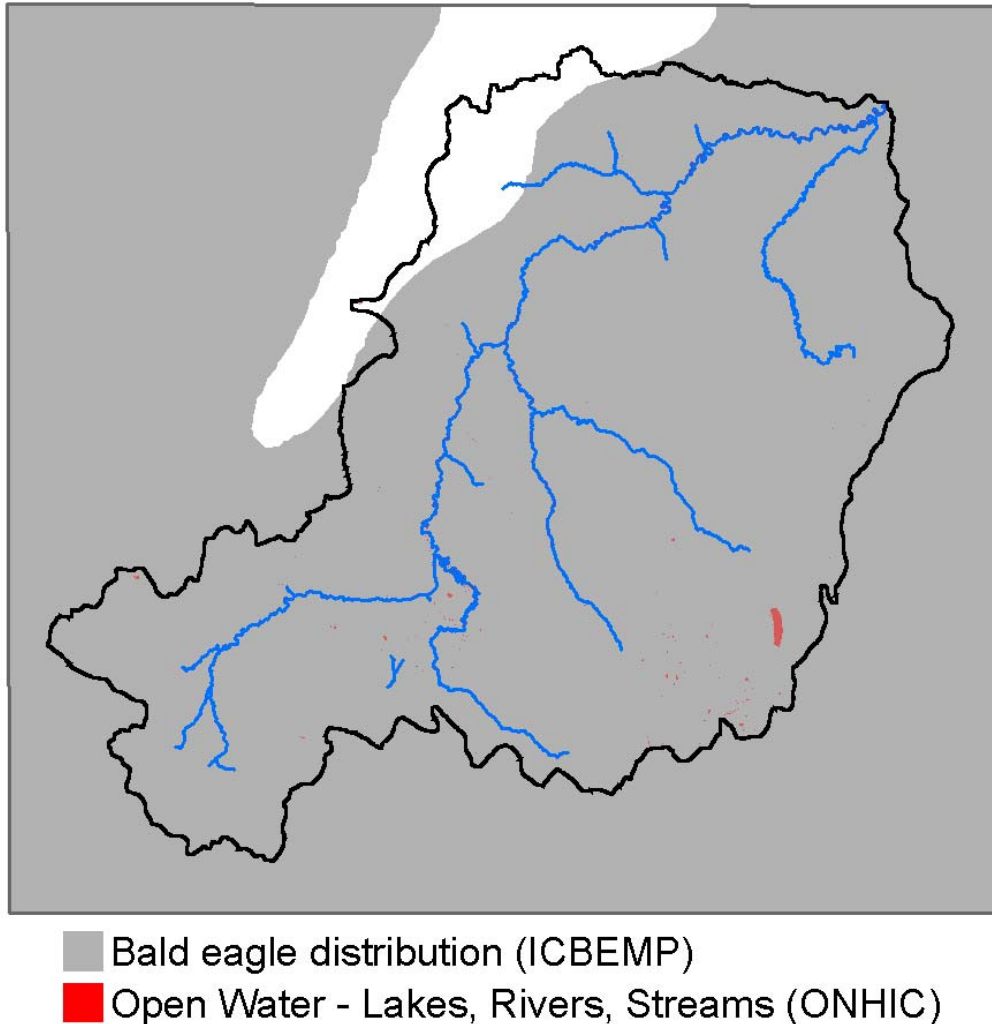 Bald eagle distribution (ICBEMP)
Open Water - Lakes, Rivers, Streams (ONHIC)